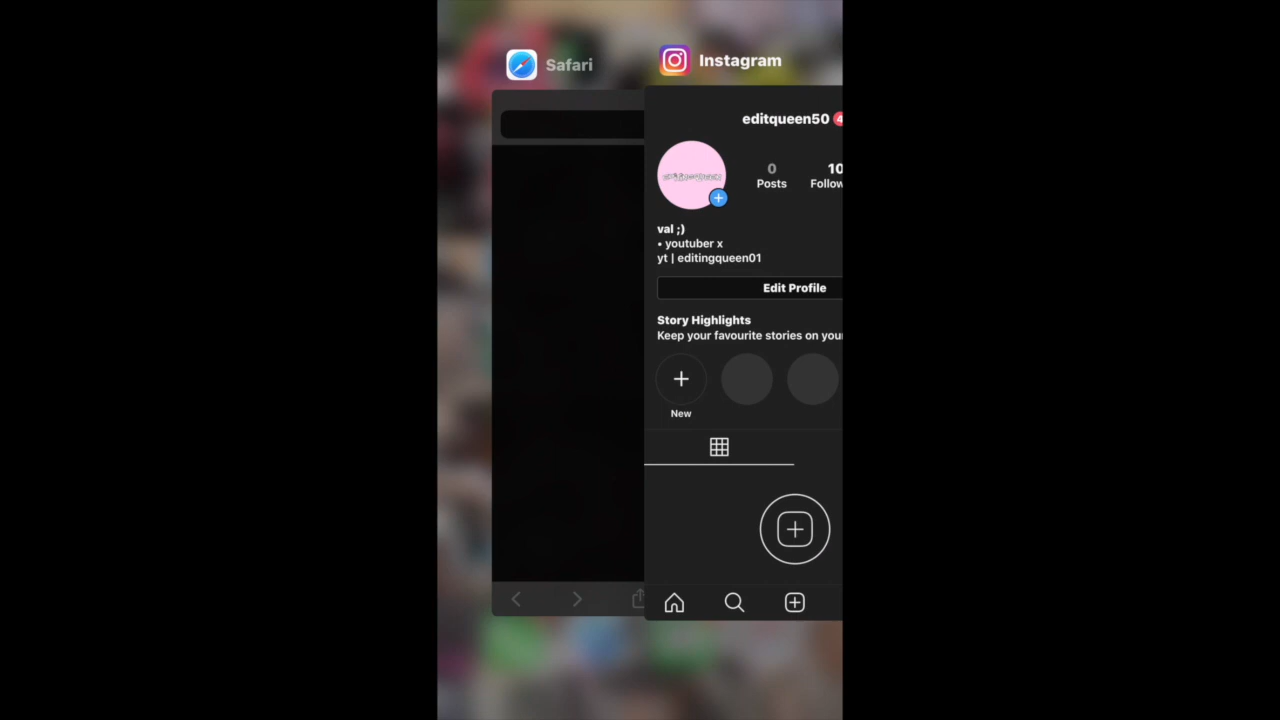 Safari
Instagram
editqueen50 4
0
10
Posts
Follow
val ;)
• youtuber x
yt | editingqueen01
Edit Profile
Story Highlights
Keep your favourite stories on your
New